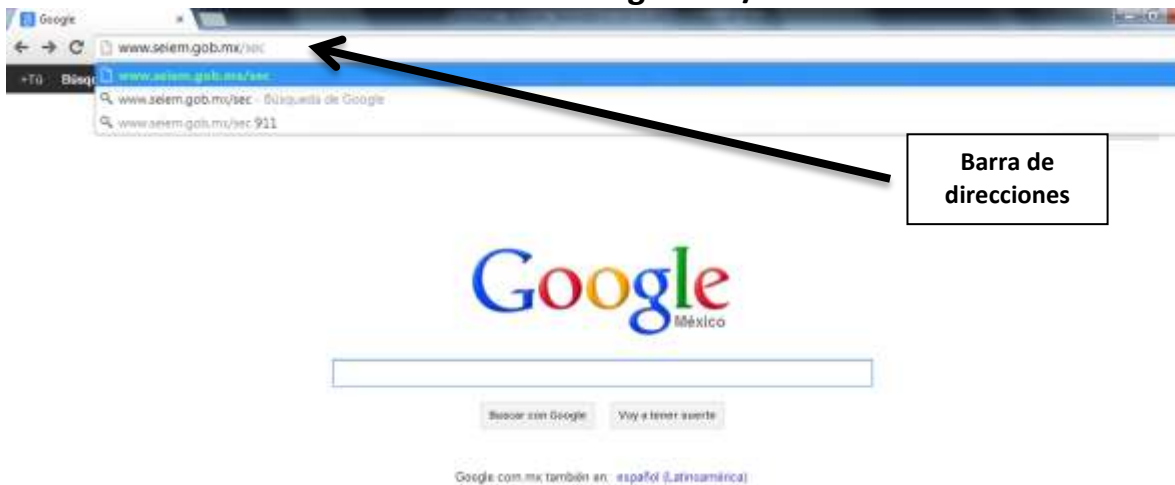 Google
www.seiem.gob.mx/sec
+Tú Búsq
www.seiem.gob.mx/sec
www.seiem.gob.mx/sec - Búsqueda de Google
www.seiem.gob.mx/sec 911
Barra de
direcciones
Google
México
Buscar con Google Voy a tener suerte
Google.com.mx también en: español (Latinoamérica)